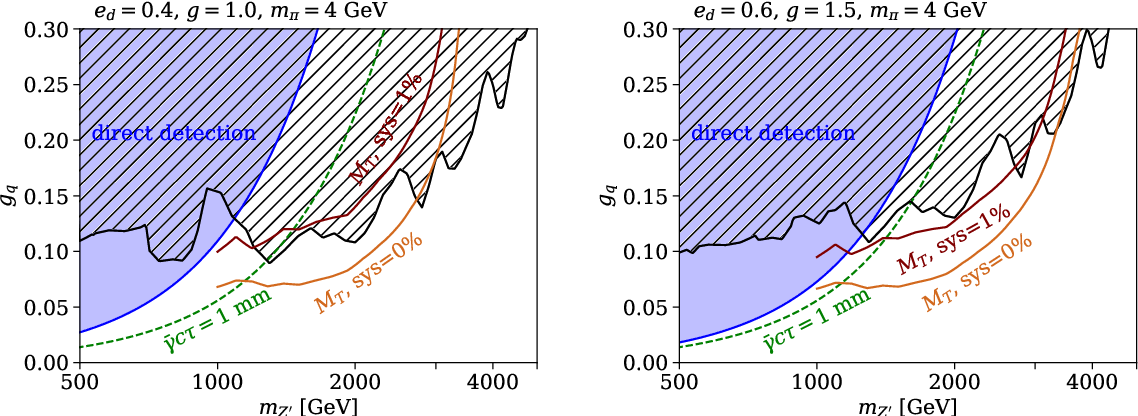 e_d = 0.4, g = 1.0, m_π = 4 GeV
0.30
0.25
0.20
0.15
0.10
0.05
0.00
g_q
direct detection
M_T, sys=1%
M_T, sys=0%
γ̄cτ = 1 mm
500
1000
2000
4000
m_Z′ [GeV]
e_d = 0.6, g = 1.5, m_π = 4 GeV
0.30
0.25
0.20
0.15
0.10
0.05
0.00
g_q
direct detection
M_T, sys=1%
M_T, sys=0%
γ̄cτ = 1 mm
500
1000
2000
4000
m_Z′ [GeV]